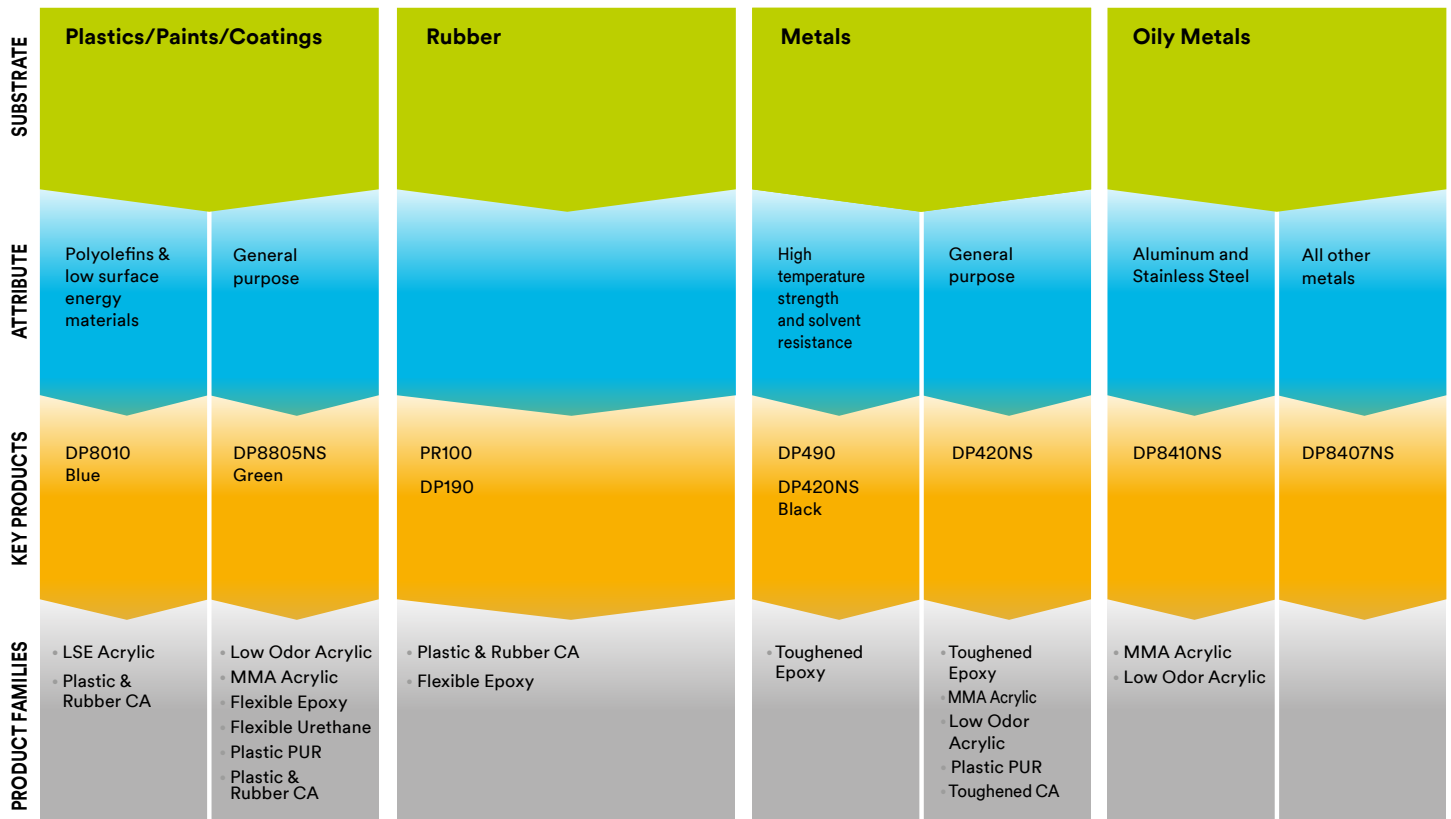 SUBSTRATE
Plastics/Paints/Coatings
Rubber
Metals
Oily Metals
ATTRIBUTE
Polyolefins &
low surface
energy
materials
General
purpose
High
temperature
strength
and solvent
resistance
General
purpose
Aluminum and
Stainless Steel
All other
metals
KEY PRODUCTS
DP8010
Blue
DP8805NS
Green
PR100
DP190
DP490
DP420NS
Black
DP420NS
DP8410NS
DP8407NS
PRODUCT FAMILIES
• LSE Acrylic
• Plastic &
Rubber CA
• Low Odor Acrylic
• MMA Acrylic
• Flexible Epoxy
• Flexible Urethane
• Plastic PUR
• Plastic &
Rubber CA
• Plastic & Rubber CA
• Flexible Epoxy
• Toughened
Epoxy
• Toughened
Epoxy
• MMA Acrylic
• Low Odor
Acrylic
• Plastic PUR
• Toughened CA
• MMA Acrylic
• Low Odor Acrylic